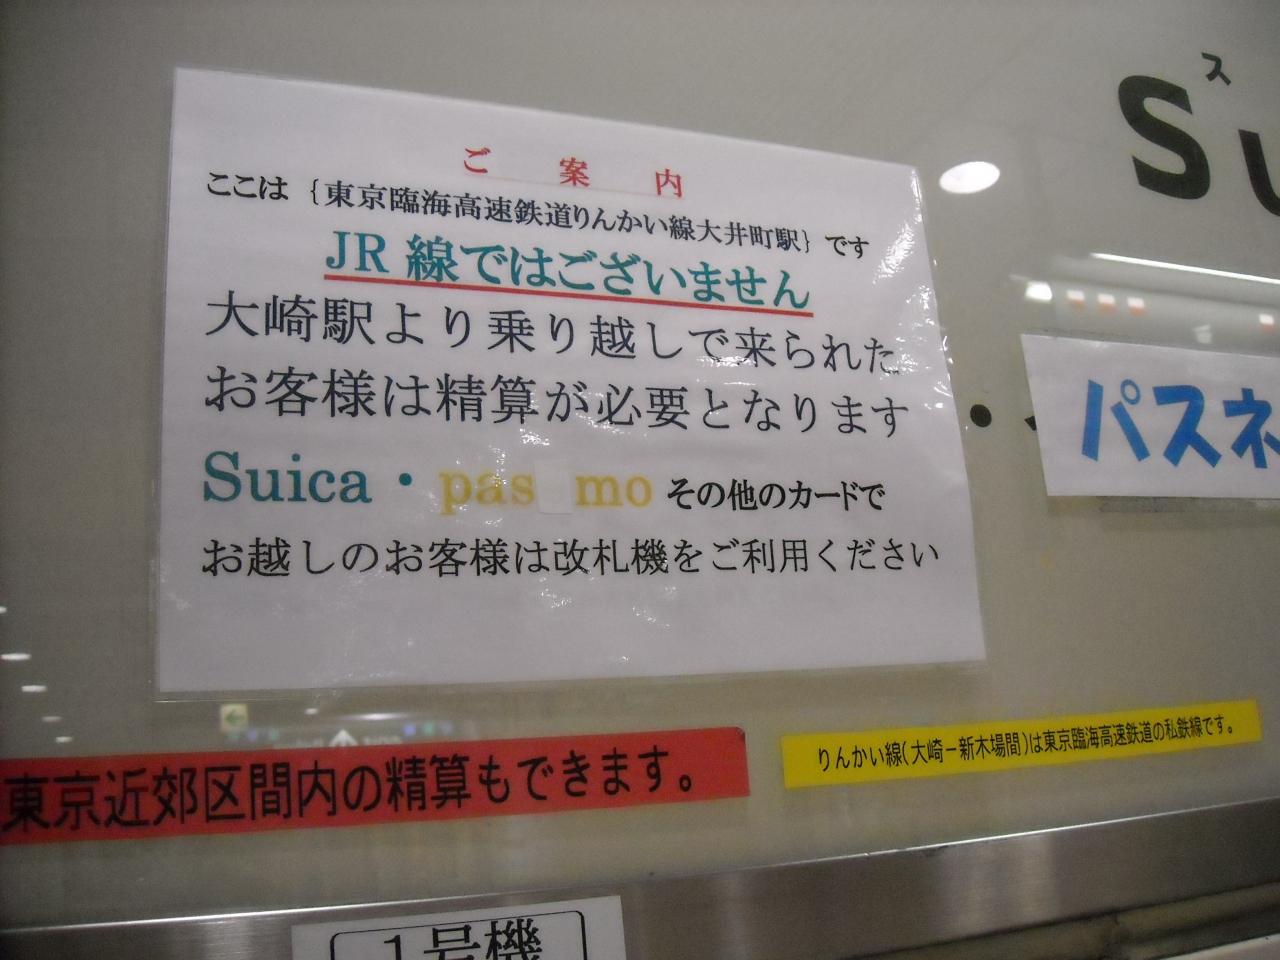 ご案内
ここは {東京臨海高速鉄道りんかい線大井町駅} です
JR 線ではございません
大崎駅より乗り越しで来られた
お客様は精算が必要となります
Suica・pas mo その他のカードで
お越しのお客様は改札機をご利用ください
ス
Su
パスネ
東京近郊区間内の精算もできます。
りんかい線(大崎－新木場間)は東京臨海高速鉄道の私鉄線です。
1号機